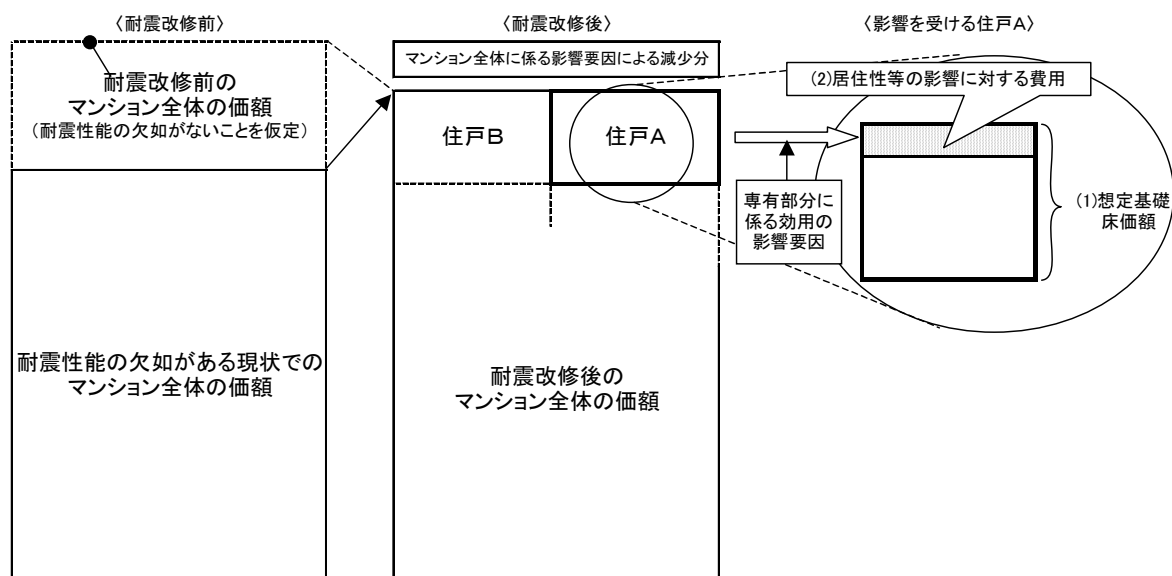 〈耐震改修前〉
耐震改修前の
マンション全体の価額
(耐震性能の欠如がないことを仮定)
耐震性能の欠如がある現状での
マンション全体の価額
〈耐震改修後〉
マンション全体に係る影響要因による減少分
住戸B
住戸A
耐震改修後の
マンション全体の価額
専有部分に
係る効用の
影響要因
〈影響を受ける住戸A〉
(2)居住性等の影響に対する費用
(1)想定基礎
床価額